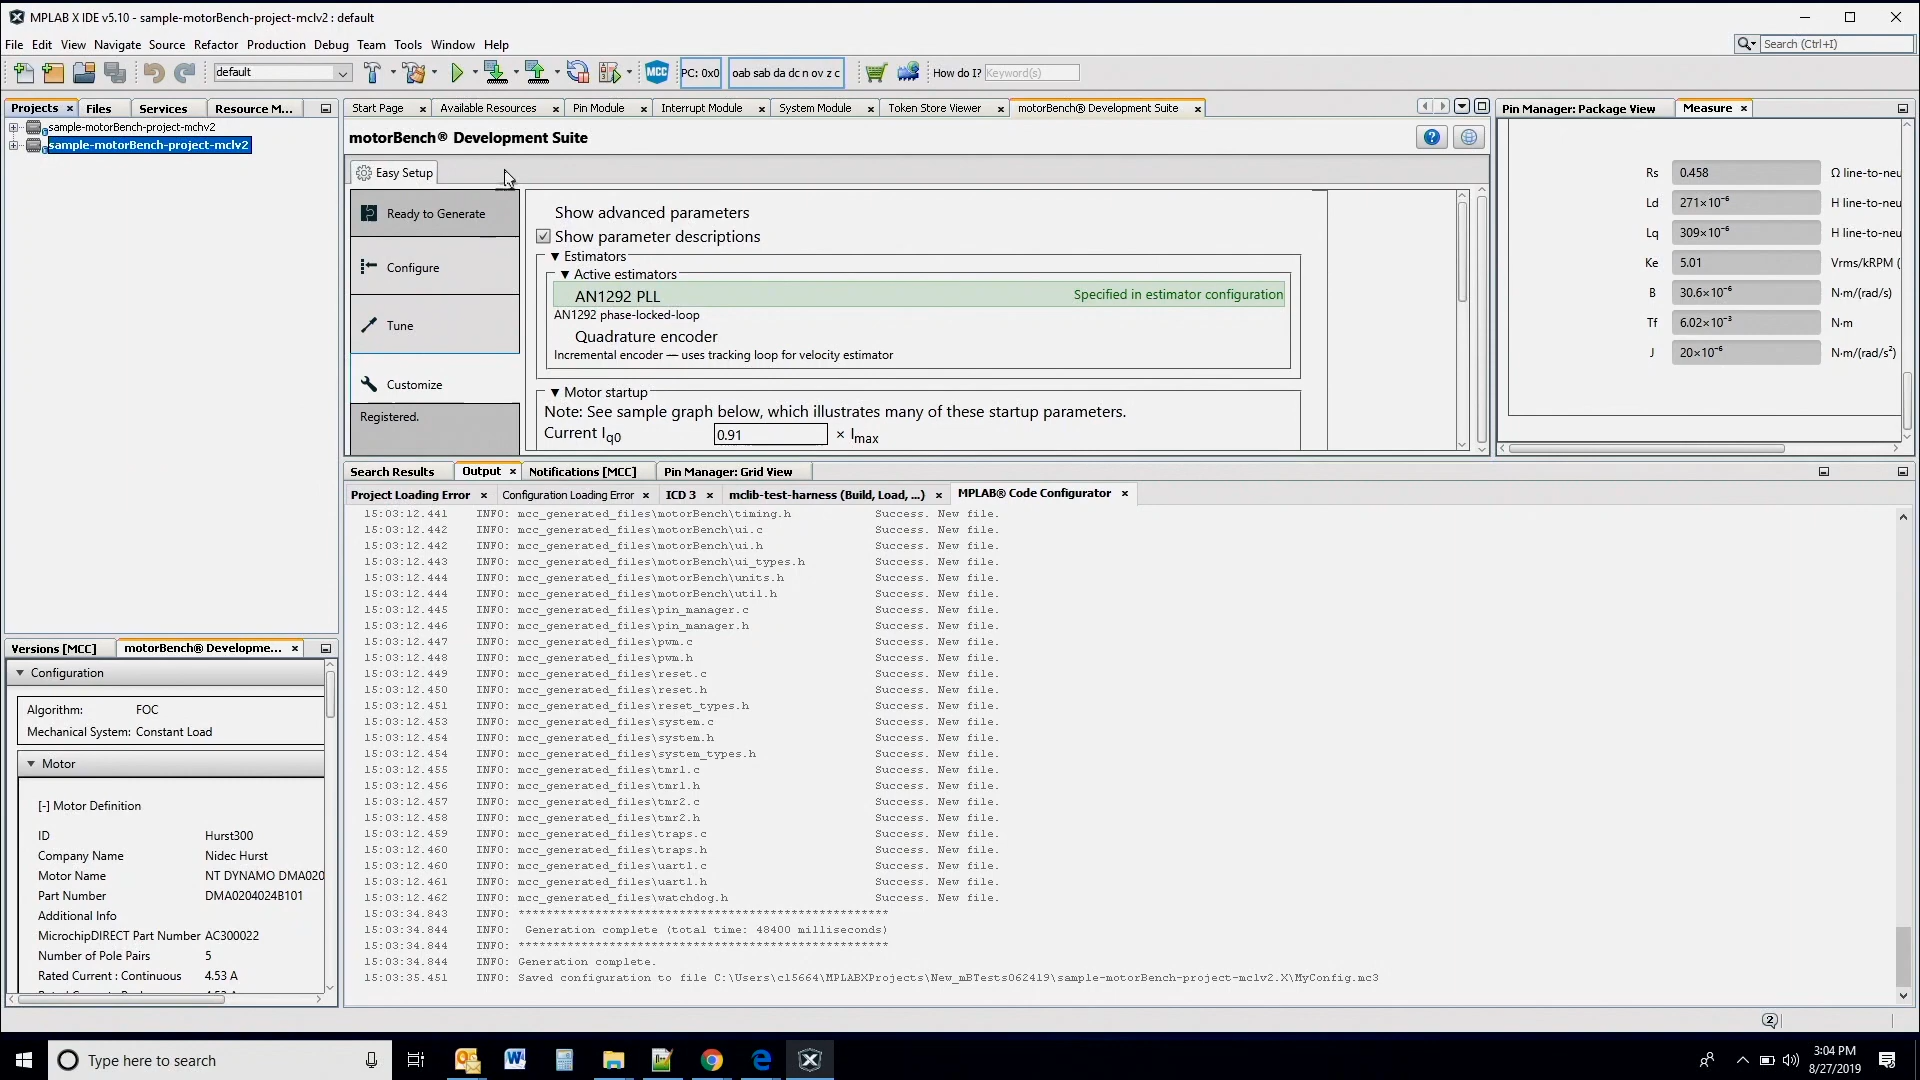 MPLAB X IDE v5.10 - sample-motorBench-project-mclv2 : default
File Edit View Navigate Source Refactor Production Debug Team Tools Window Help
Search (Ctrl+I)
default
MCC
PC: 0x0
oab sab da dc n ov z c
How do I? Keyword(s)
Projects × Files Services Resource M...
sample-motorBench-project-mchv2
sample-motorBench-project-mclv2
Start Page × Available Resources × Pin Module × Interrupt Module × System Module × Token Store Viewer × motorBench® Development Suite ×
motorBench® Development Suite
Easy Setup
Ready to Generate
Configure
Tune
Customize
Registered.
Show advanced parameters
Show parameter descriptions
Estimators
Active estimators
AN1292 PLL Specified in estimator configuration
AN1292 phase-locked-loop
Quadrature encoder
Incremental encoder — uses tracking loop for velocity estimator
Motor startup
Note: See sample graph below, which illustrates many of these startup parameters.
Current Iq0 0.91 × Imax
Pin Manager: Package View Measure ×
Rs 0.458 Ω line-to-neu
Ld 271×10⁻⁶ H line-to-neu
Lq 309×10⁻⁶ H line-to-neu
Ke 5.01 Vrms/kRPM (
B 30.6×10⁻⁶ N·m/(rad/s)
Tf 6.02×10⁻³ N·m
J 20×10⁻⁶ N·m/(rad/s²)
Search Results Output × Notifications [MCC] Pin Manager: Grid View
Project Loading Error × Configuration Loading Error × ICD 3 × mclib-test-harness (Build, Load, ...) × MPLAB® Code Configurator ×
15:03:12.441 INFO: mcc_generated_files\motorBench\timing.h Success. New file.
15:03:12.442 INFO: mcc_generated_files\motorBench\ui.c Success. New file.
15:03:12.442 INFO: mcc_generated_files\motorBench\ui.h Success. New file.
15:03:12.443 INFO: mcc_generated_files\motorBench\ui_types.h Success. New file.
15:03:12.444 INFO: mcc_generated_files\motorBench\units.h Success. New file.
15:03:12.444 INFO: mcc_generated_files\motorBench\util.h Success. New file.
15:03:12.445 INFO: mcc_generated_files\pin_manager.c Success. New file.
15:03:12.446 INFO: mcc_generated_files\pin_manager.h Success. New file.
15:03:12.447 INFO: mcc_generated_files\pwm.c Success. New file.
15:03:12.448 INFO: mcc_generated_files\pwm.h Success. New file.
15:03:12.449 INFO: mcc_generated_files\reset.c Success. New file.
15:03:12.450 INFO: mcc_generated_files\reset.h Success. New file.
15:03:12.451 INFO: mcc_generated_files\reset_types.h Success. New file.
15:03:12.453 INFO: mcc_generated_files\system.c Success. New file.
15:03:12.454 INFO: mcc_generated_files\system.h Success. New file.
15:03:12.454 INFO: mcc_generated_files\system_types.h Success. New file.
15:03:12.455 INFO: mcc_generated_files\tmr1.c Success. New file.
15:03:12.456 INFO: mcc_generated_files\tmr1.h Success. New file.
15:03:12.457 INFO: mcc_generated_files\tmr2.c Success. New file.
15:03:12.458 INFO: mcc_generated_files\tmr2.h Success. New file.
15:03:12.459 INFO: mcc_generated_files\traps.c Success. New file.
15:03:12.460 INFO: mcc_generated_files\traps.h Success. New file.
15:03:12.460 INFO: mcc_generated_files\uart1.c Success. New file.
15:03:12.461 INFO: mcc_generated_files\uart1.h Success. New file.
15:03:12.462 INFO: mcc_generated_files\watchdog.h Success. New file.
15:03:34.843 INFO: *****************************************************
15:03:34.844 INFO: Generation complete (total time: 48400 milliseconds)
15:03:34.844 INFO: *****************************************************
15:03:34.844 INFO: Generation complete.
15:03:35.451 INFO: Saved configuration to file C:\Users\c15664\MPLABXProjects\New_mBTests062419\sample-motorBench-project-mclv2.X\MyConfig.mc3
Versions [MCC] motorBench® Developme... ×
Configuration
Algorithm: FOC
Mechanical System: Constant Load
Motor
[-] Motor Definition
ID Hurst300
Company Name Nidec Hurst
Motor Name NT DYNAMO DMA020
Part Number DMA0204024B101
Additional Info
MicrochipDIRECT Part Number AC300022
Number of Pole Pairs 5
Rated Current : Continuous 4.53 A
2
Type here to search
3:04 PM
8/27/2019